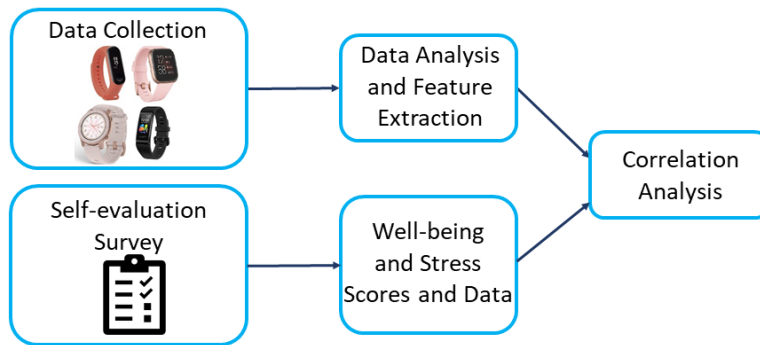 Data Collection
Data Analysis
and Feature
Extraction
Correlation
Analysis
Self-evaluation
Survey
Well-being
and Stress
Scores and Data